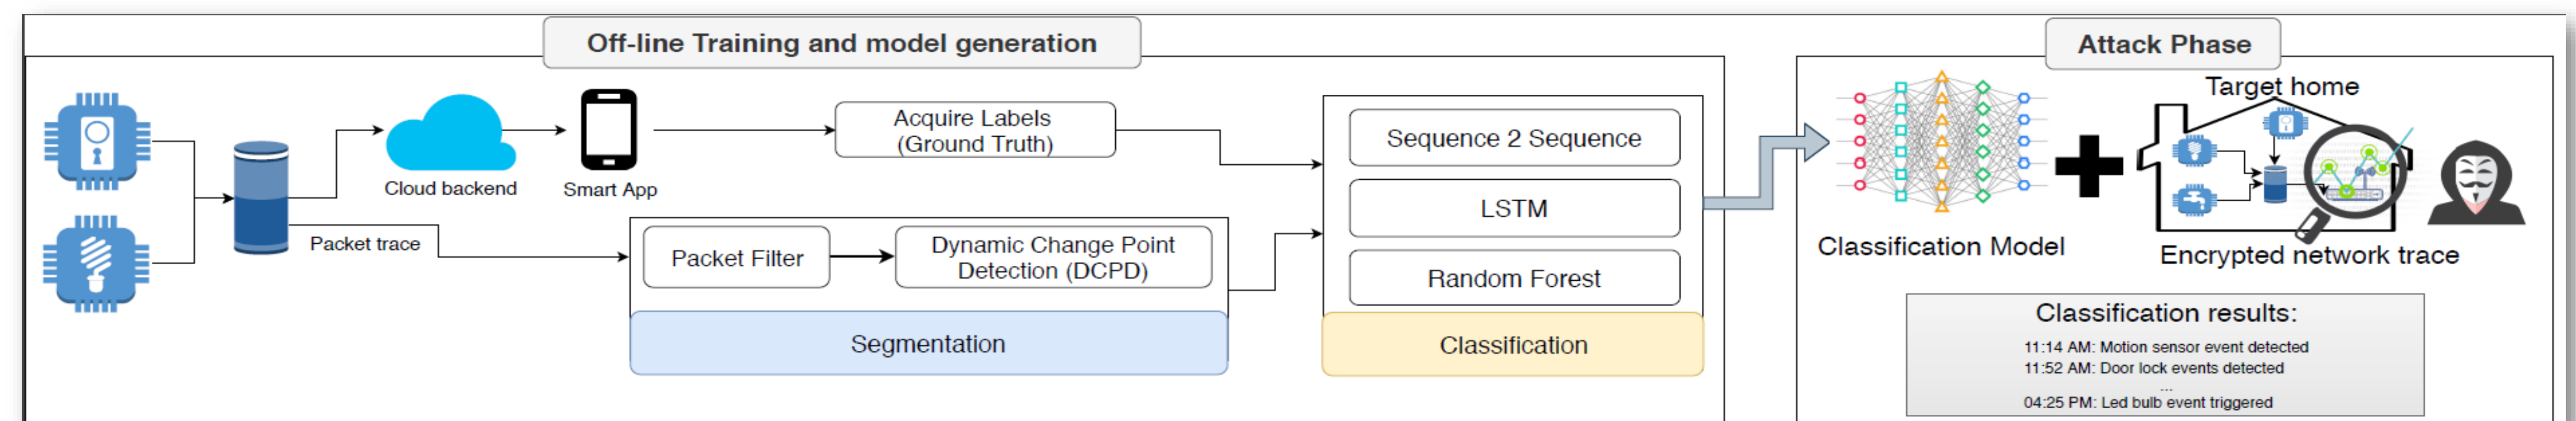 Off-line Training and model generation
Cloud backend
Smart App
Acquire Labels
(Ground Truth)
Packet trace
Packet Filter
Dynamic Change Point
Detection (DCPD)
Segmentation
Sequence 2 Sequence
LSTM
Random Forest
Classification
Attack Phase
Target home
Classification Model
Encrypted network trace
Classification results:
11:14 AM: Motion sensor event detected
11:52 AM: Door lock events detected
...
04:25 PM: Led bulb event triggered